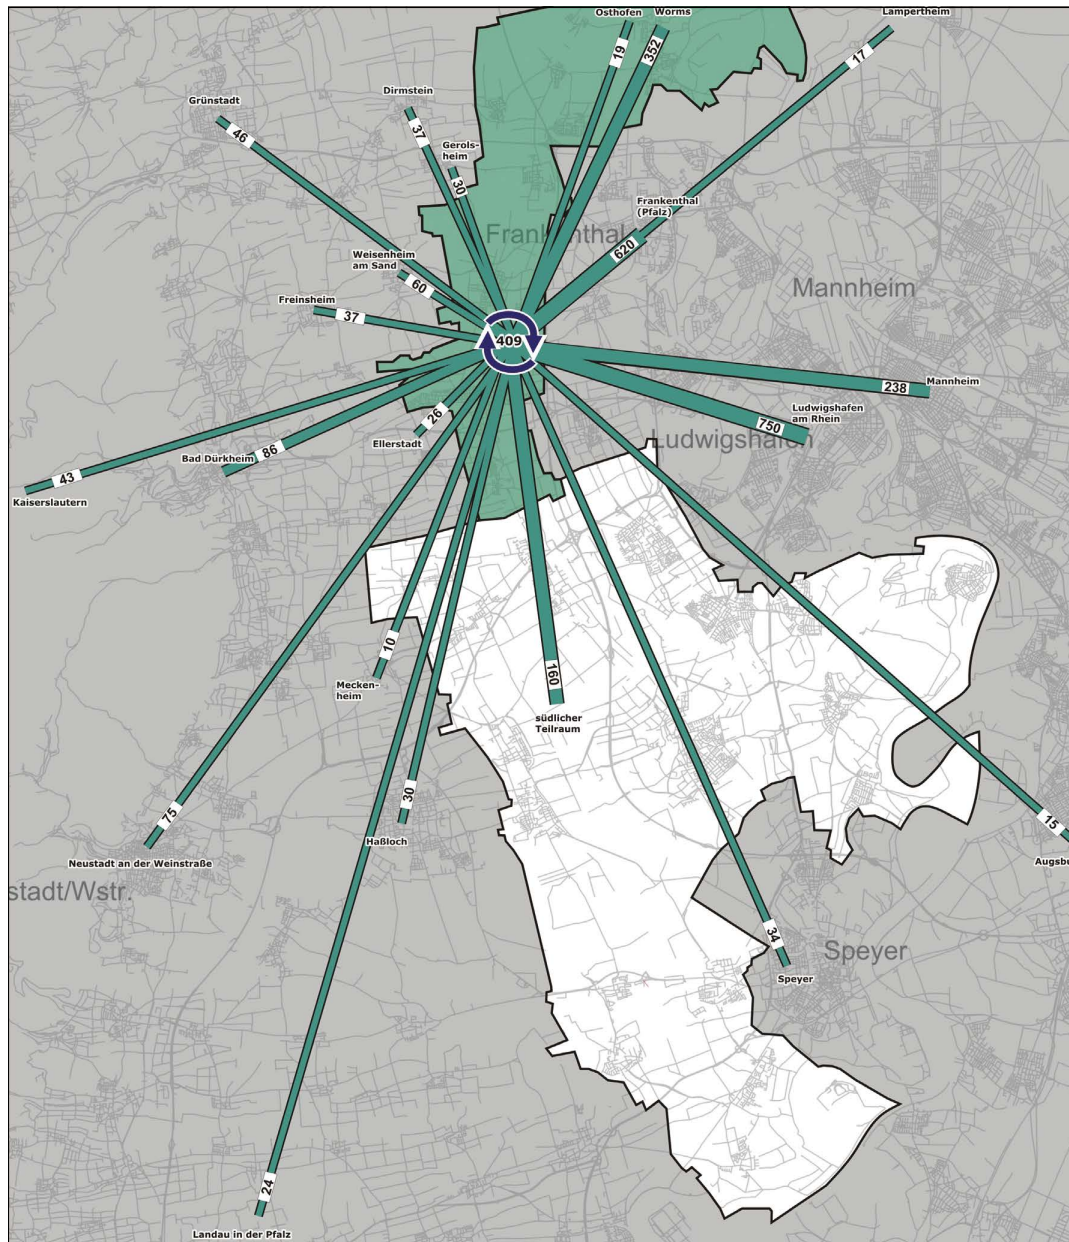 Osthofen
Worms
Lampertheim
19
352
17
Grünstadt
46
Dirmstein
37
Gerols-
heim
30
Frankenthal
(Pfalz)
620
Frankenthal
Weisenheim
am Sand
60
Mannheim
Freinsheim
37
409
238
Mannheim
Ludwigshafen
am Rhein
750
Ludwigshafen
26
Ellerstadt
86
Bad Dürkheim
43
Kaiserslautern
10
Mecken-
heim
160
südlicher
Teilraum
75
Neustadt an der Weinstraße
30
Haßloch
15
Augsbu
stadt/Wstr.
34
Speyer
Speyer
24
Landau in der Pfalz